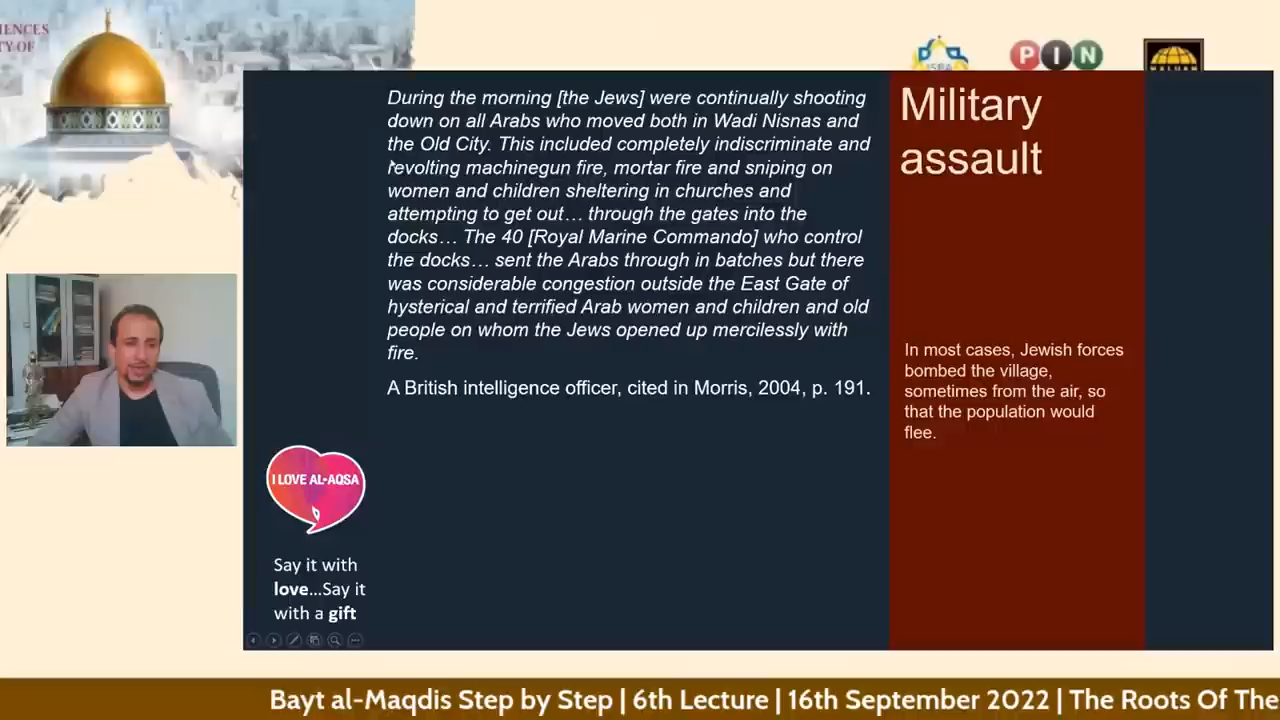 IENCES
TY OF
P I N
During the morning [the Jews] were continually shooting
down on all Arabs who moved both in Wadi Nisnas and
the Old City. This included completely indiscriminate and
revolting machinegun fire, mortar fire and sniping on
women and children sheltering in churches and
attempting to get out… through the gates into the
docks… The 40 [Royal Marine Commando] who control
the docks… sent the Arabs through in batches but there
was considerable congestion outside the East Gate of
hysterical and terrified Arab women and children and old
people on whom the Jews opened up mercilessly with
fire.
A British intelligence officer, cited in Morris, 2004, p. 191.
Military
assault
In most cases, Jewish forces
bombed the village,
sometimes from the air, so
that the population would
flee.
I LOVE AL-AQSA
Say it with
love...Say it
with a gift
Bayt al-Maqdis Step by Step | 6th Lecture | 16th September 2022 | The Roots Of The